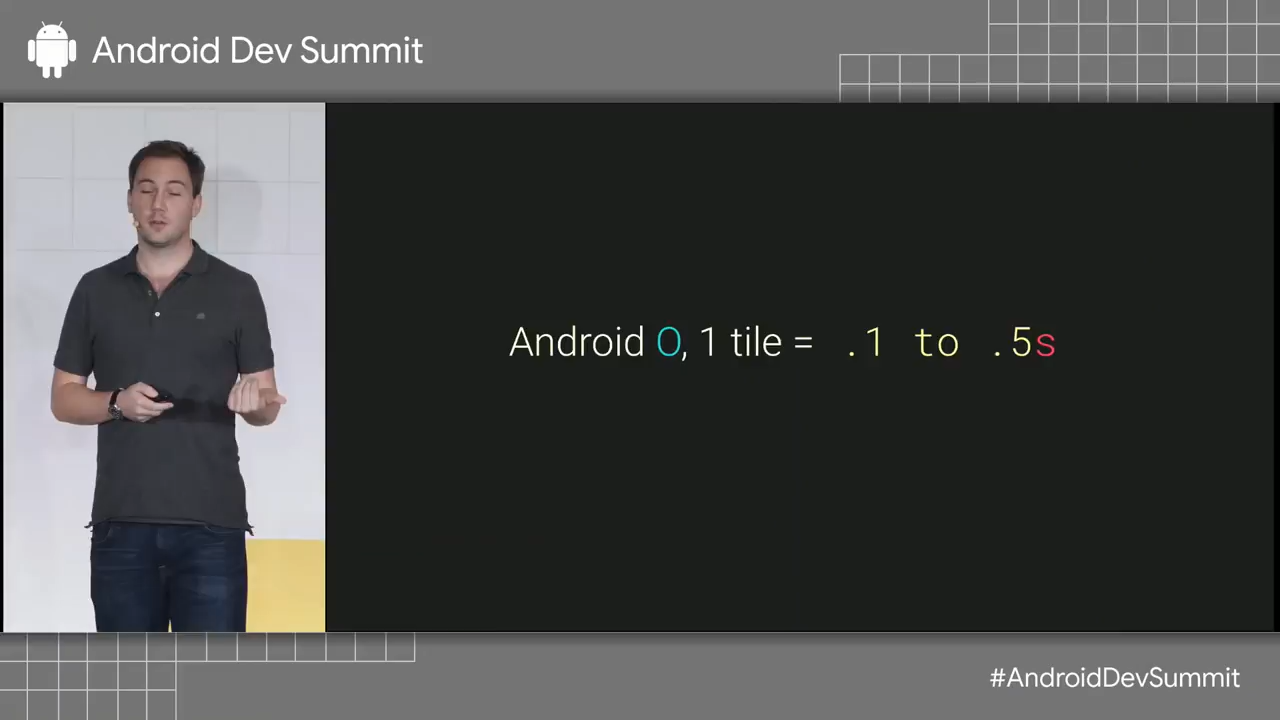 Android Dev Summit
Android O, 1 tile = .1 to .5s
#AndroidDevSummit